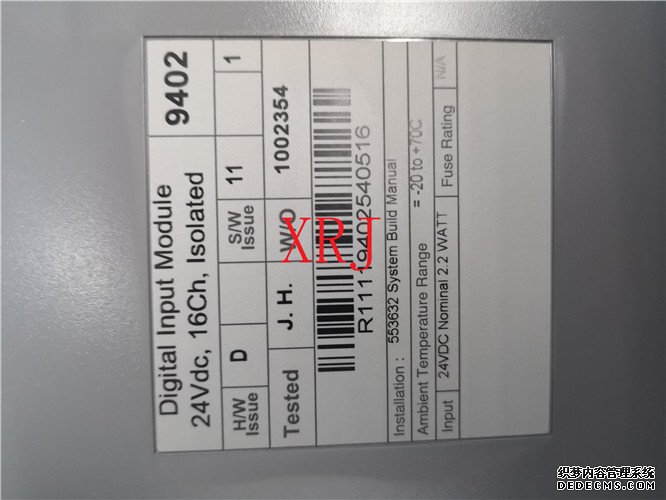 Digital Input Module
24Vdc, 16Ch, Isolated
9402
H/W Issue
D
S/W Issue
11
1
Tested
J. H.
W/O
1002354
R11119402540516
Installation : 553632 System Build Manual
Ambient Temperature Range = -20 to +70C
Input
24VDC Nominal 2.2 WATT
Fuse Rating
N/A
XRJ
织梦内容管理系统
DEDECMS.COM